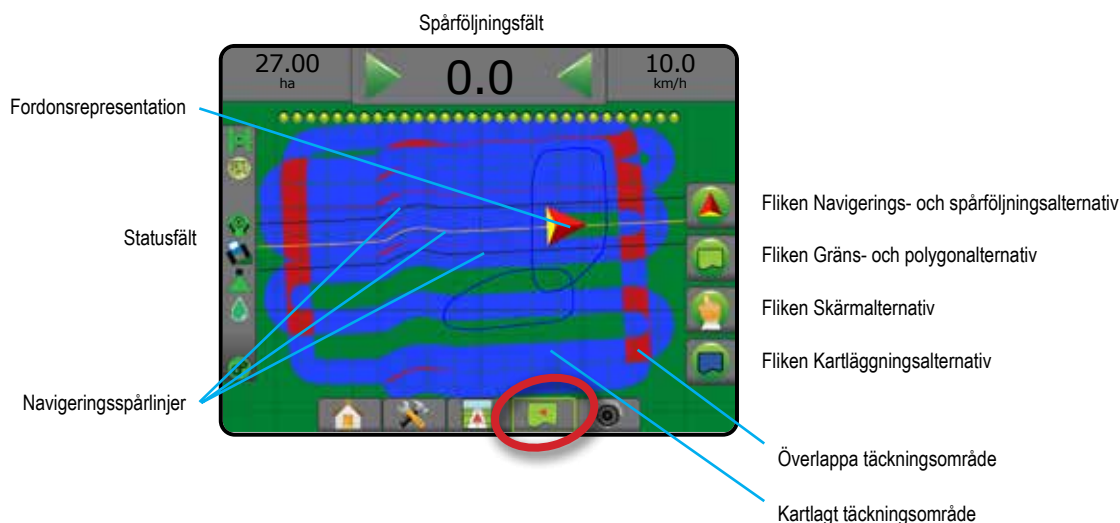 Spårföljningsfält
27.00
ha
0.0
10.0
km/h
Fordonsrepresentation
Statusfält
Navigeringsspårlinjer
Fliken Navigerings- och spårföljningsalternativ
Fliken Gräns- och polygonalternativ
Fliken Skärmalternativ
Fliken Kartläggningsalternativ
Överlappa täckningsområde
Kartlagt täckningsområde